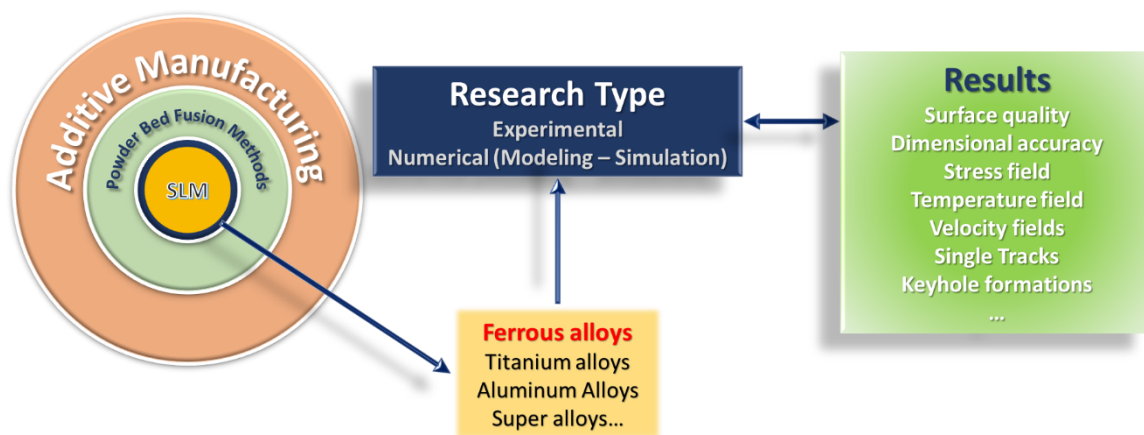 Additive Manufacturing
Powder Bed Fusion Methods
SLM
Research Type
Experimental
Numerical (Modeling – Simulation)
Ferrous alloys
Titanium alloys
Aluminum Alloys
Super alloys...
Results
Surface quality
Dimensional accuracy
Stress field
Temperature field
Velocity fields
Single Tracks
Keyhole formations
...